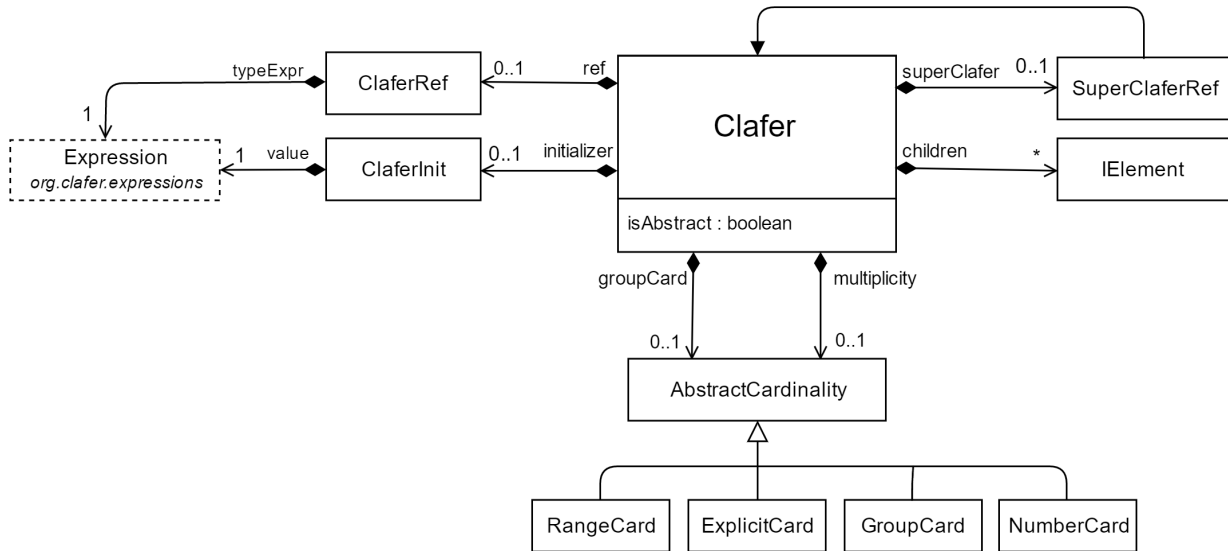 typeExpr
ClaferRef
0..1
ref
superClafer
0..1
SuperClaferRef
1
Clafer
Expression
org.clafer.expressions
1
value
ClaferInit
0..1
initializer
children
*
IElement
isAbstract : boolean
groupCard
multiplicity
0..1
0..1
AbstractCardinality
RangeCard
ExplicitCard
GroupCard
NumberCard